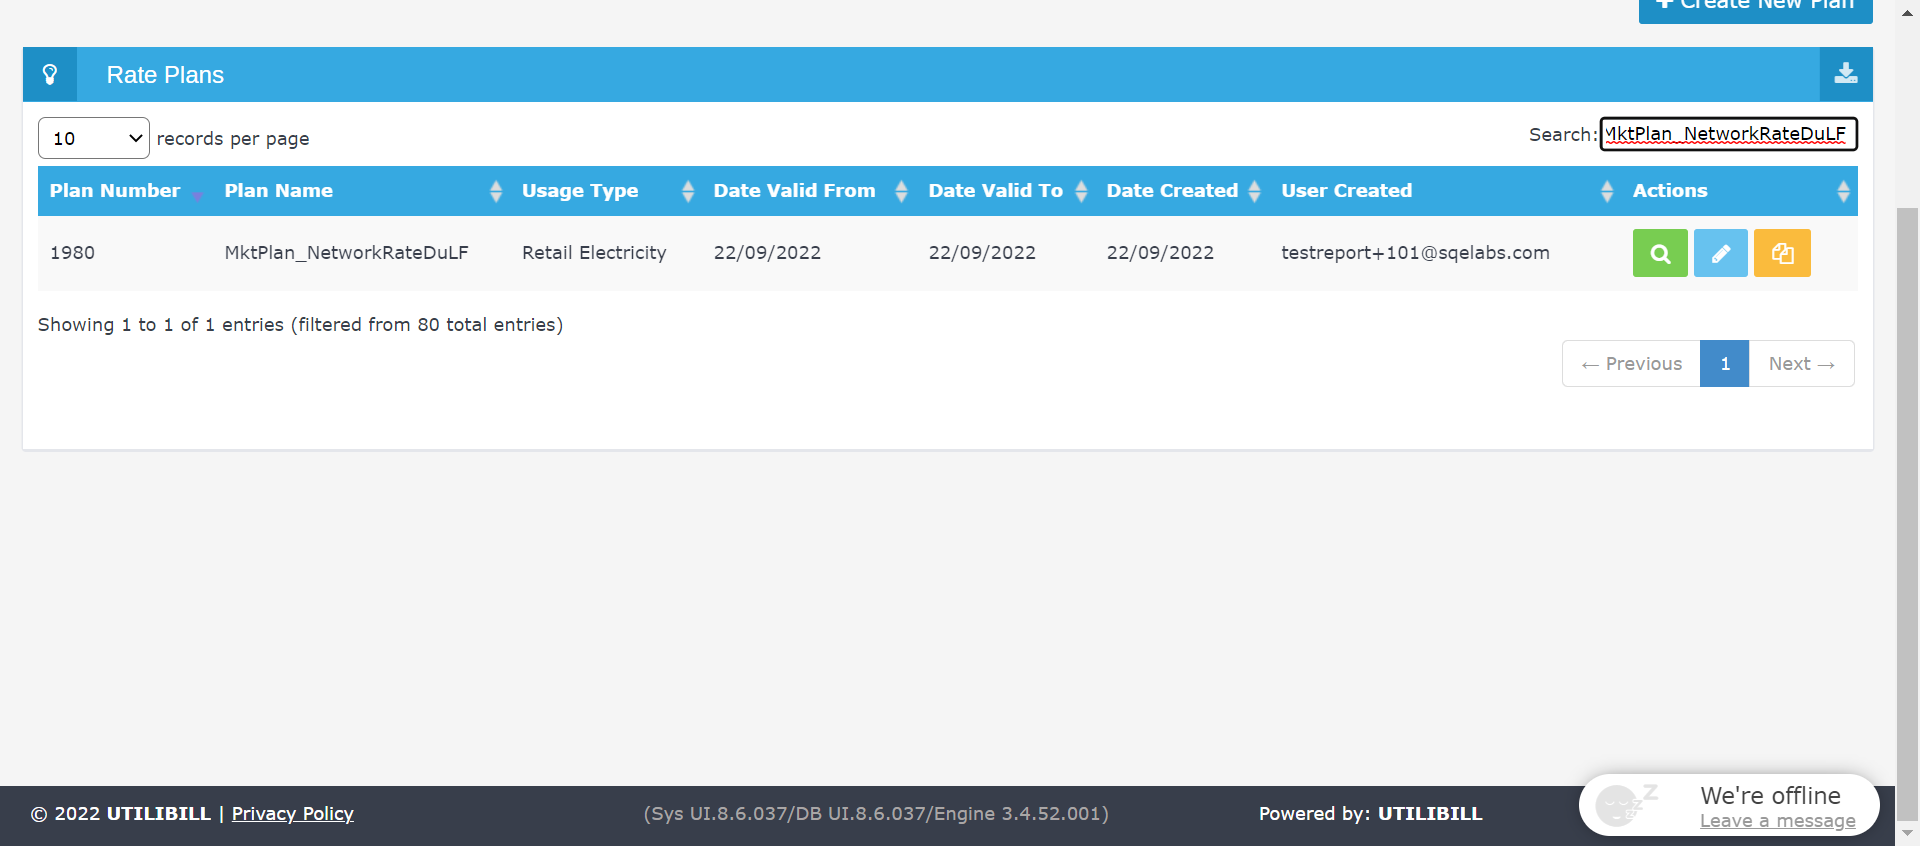 Create New Plan
Rate Plans
10 records per page
Search: MktPlan_NetworkRateDuLF
Plan Number Plan Name Usage Type Date Valid From Date Valid To Date Created User Created Actions
1980 MktPlan_NetworkRateDuLF Retail Electricity 22/09/2022 22/09/2022 22/09/2022 testreport+101@sqelabs.com
Showing 1 to 1 of 1 entries (filtered from 80 total entries)
← Previous 1 Next →
© 2022 UTILIBILL | Privacy Policy (Sys UI.8.6.037/DB UI.8.6.037/Engine 3.4.52.001) Powered by: UTILIBILL
We're offline
Leave a message